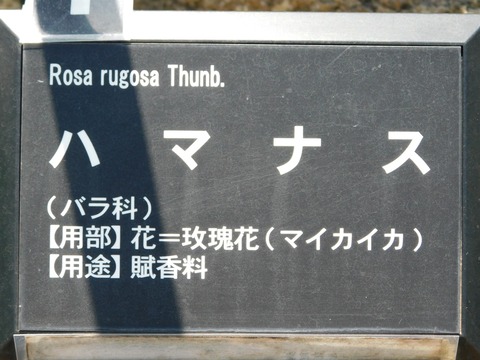 Rosa rugosa Thunb.
ハマナス
(バラ科)
【用部】花=玫瑰花(マイカイカ)
【用途】賦香料